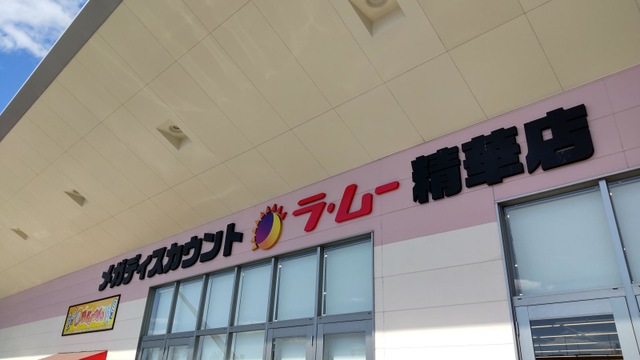 メガディスカウント ラ・ムー 精華店